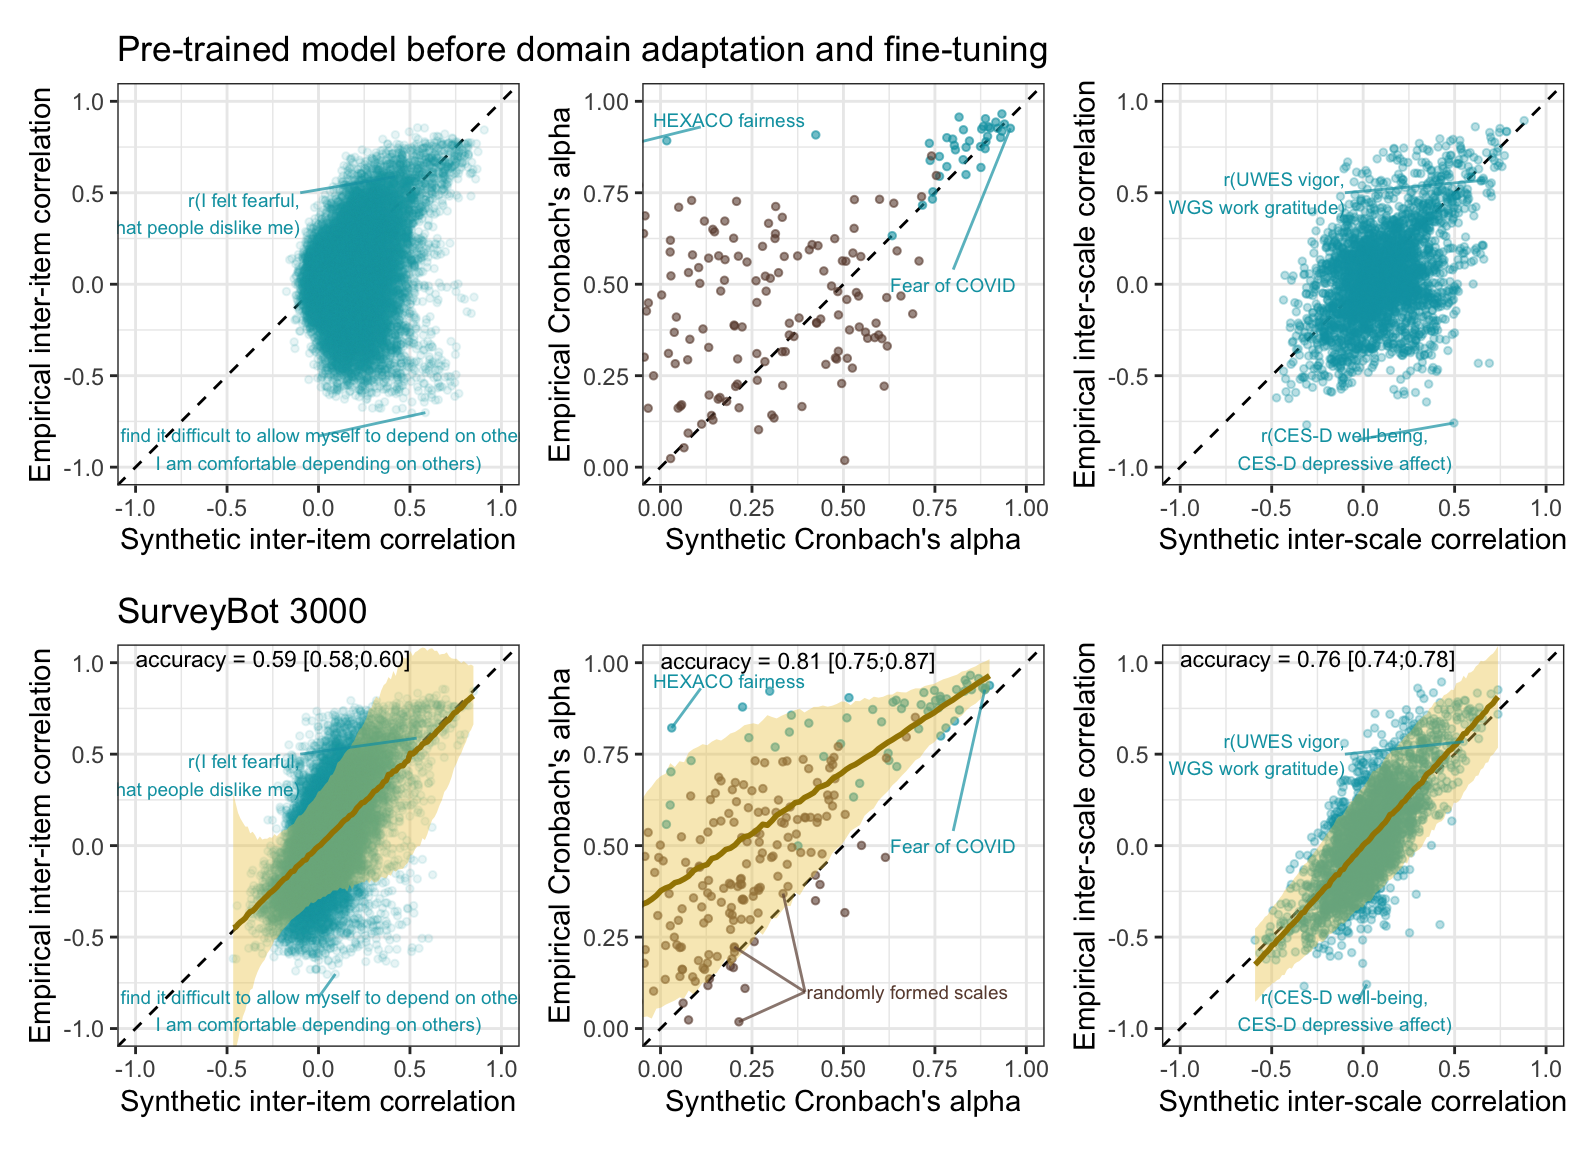 Pre-trained model before domain adaptation and fine-tuning
Empirical inter-item correlation
1.0
0.5
0.0
-0.5
-1.0
r(I felt fearful,
hat people dislike me)
find it difficult to allow myself to depend on othe
I am comfortable depending on others)
-1.0 -0.5 0.0 0.5 1.0
Synthetic inter-item correlation
Empirical Cronbach's alpha
1.00
0.75
0.50
0.25
0.00
HEXACO fairness
Fear of COVID
0.00 0.25 0.50 0.75 1.00
Synthetic Cronbach's alpha
Empirical inter-scale correlation
1.0
0.5
0.0
-0.5
-1.0
r(UWES vigor,
WGS work gratitude)
r(CES-D well-being,
CES-D depressive affect)
-1.0 -0.5 0.0 0.5 1.0
Synthetic inter-scale correlation
SurveyBot 3000
Empirical inter-item correlation
1.0
0.5
0.0
-0.5
-1.0
accuracy = 0.59 [0.58;0.60]
r(I felt fearful,
hat people dislike me)
find it difficult to allow myself to depend on othe
I am comfortable depending on others)
-1.0 -0.5 0.0 0.5 1.0
Synthetic inter-item correlation
Empirical Cronbach's alpha
1.00
0.75
0.50
0.25
0.00
accuracy = 0.81 [0.75;0.87]
HEXACO fairness
Fear of COVID
randomly formed scales
0.00 0.25 0.50 0.75 1.00
Synthetic Cronbach's alpha
Empirical inter-scale correlation
1.0
0.5
0.0
-0.5
-1.0
accuracy = 0.76 [0.74;0.78]
r(UWES vigor,
WGS work gratitude)
r(CES-D well-being,
CES-D depressive affect)
-1.0 -0.5 0.0 0.5 1.0
Synthetic inter-scale correlation